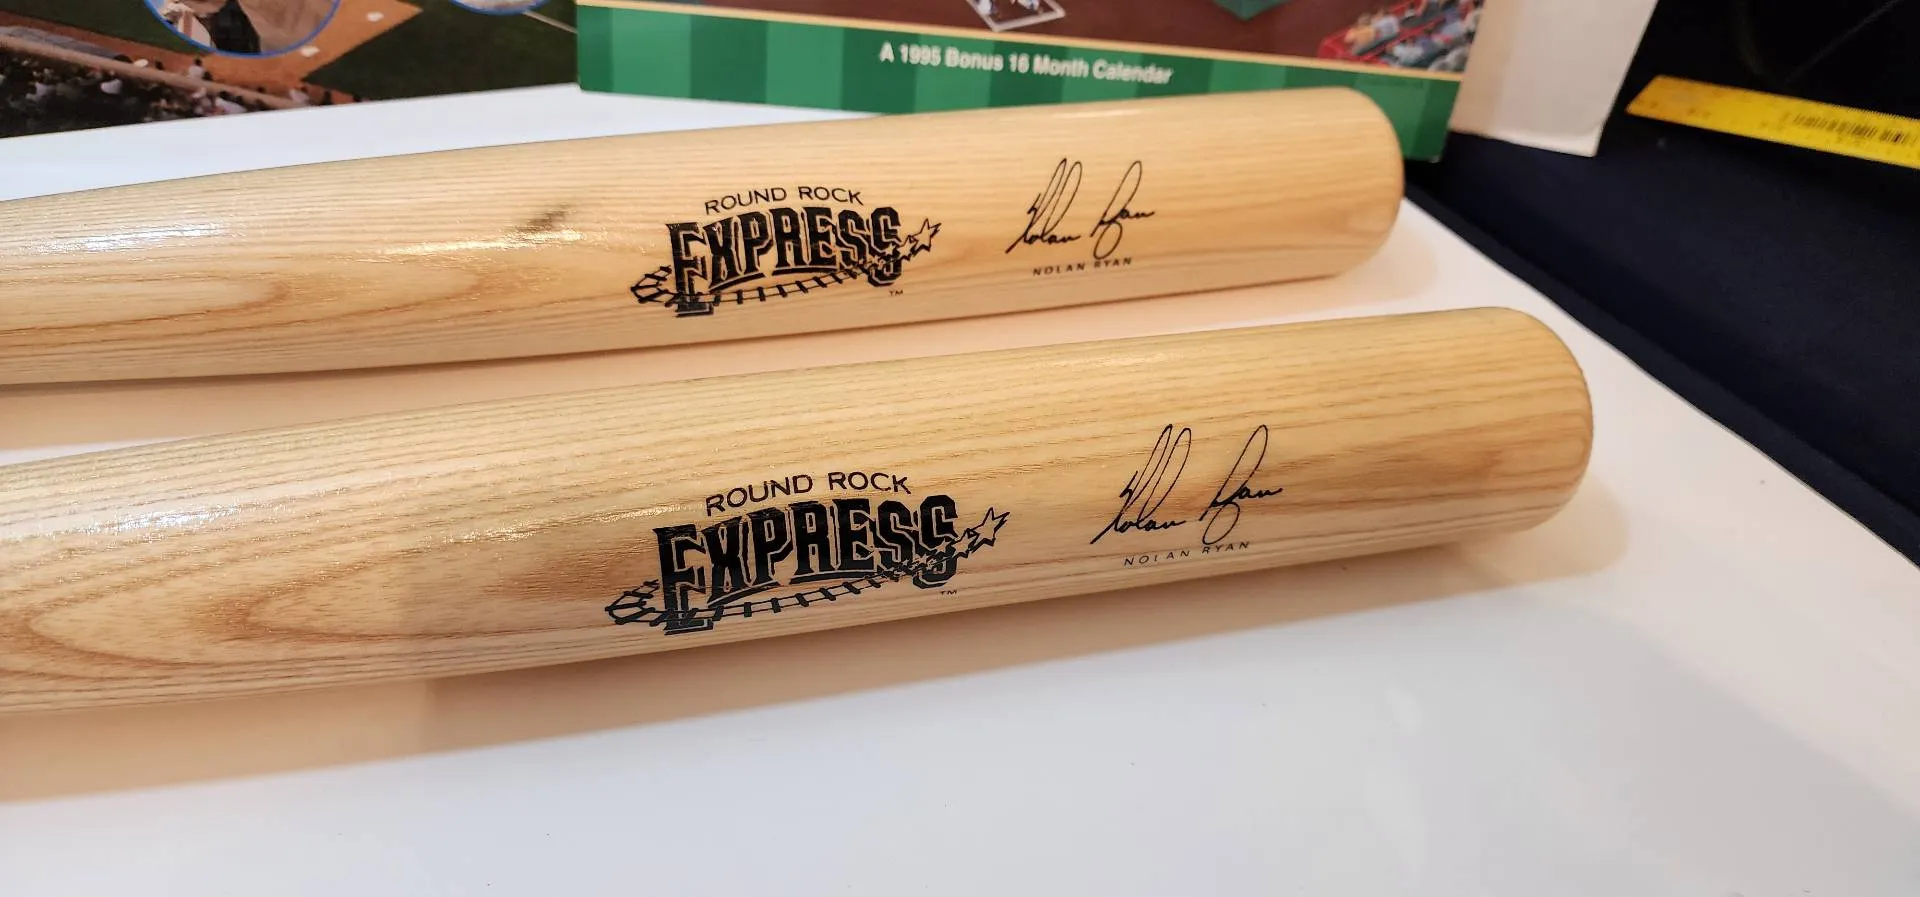 A 1995 Bonus 16 Month Calendar
ROUND ROCK
EXPRESS
TM
Nolan Ryan
NOLAN RYAN
ROUND ROCK
EXPRESS
TM
Nolan Ryan
NOLAN RYAN